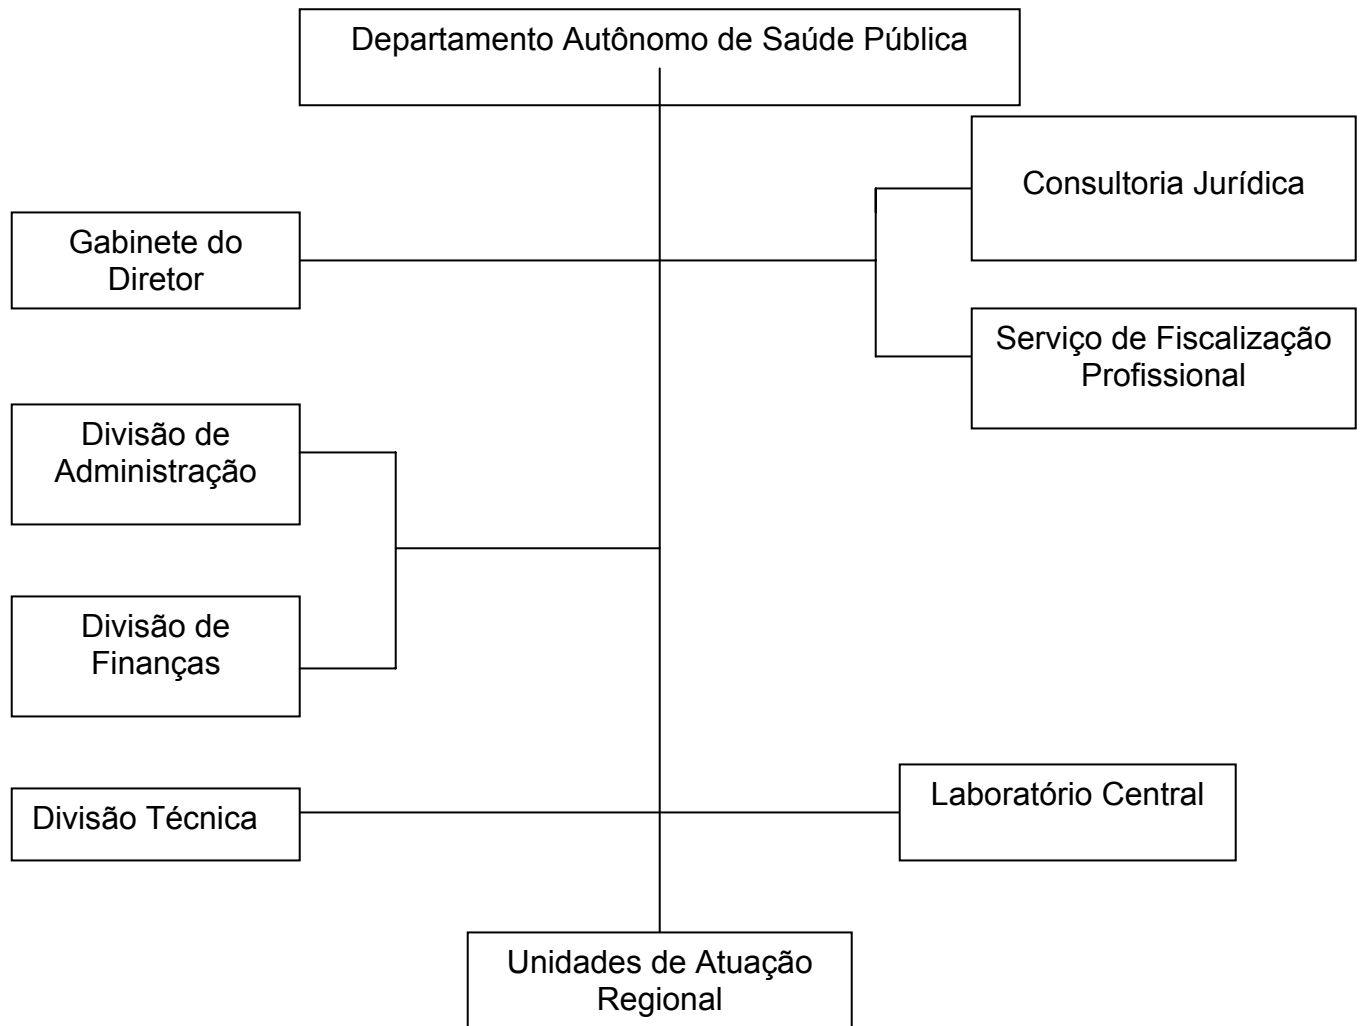 Departamento Autônomo de Saúde Pública
Consultoria Jurídica
Gabinete do
Diretor
Serviço de Fiscalização
Profissional
Divisão de
Administração
Divisão de
Finanças
Divisão Técnica
Laboratório Central
Unidades de Atuação
Regional